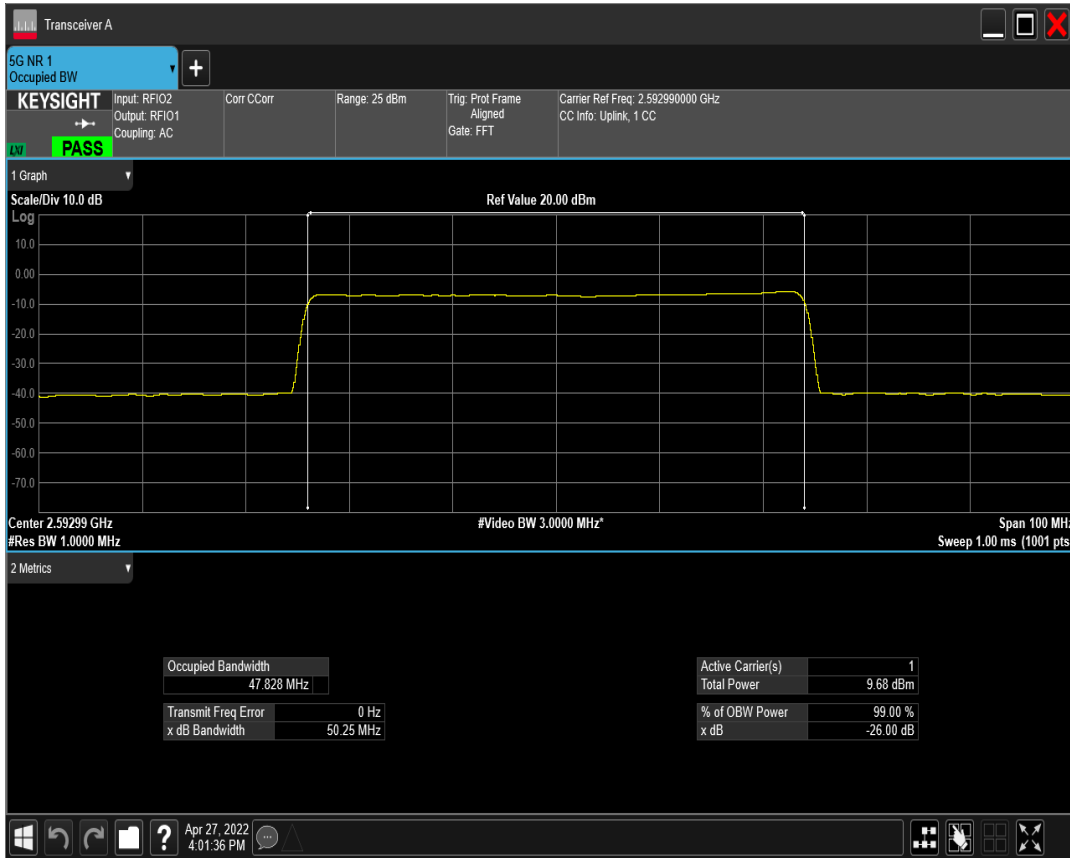 Transceiver A
5G NR 1
Occupied BW
+
KEYSIGHT
LXI
PASS
Input: RFIO2
Output: RFIO1
Coupling: AC
Corr CCorr
Range: 25 dBm
Trig: Prot Frame
Aligned
Gate: FFT
Carrier Ref Freq: 2.592990000 GHz
CC Info: Uplink, 1 CC
1 Graph
Scale/Div 10.0 dB
Ref Value 20.00 dBm
Log
10.0
0.00
-10.0
-20.0
-30.0
-40.0
-50.0
-60.0
-70.0
Center 2.59299 GHz
#Video BW 3.0000 MHz*
Span 100 MHz
#Res BW 1.0000 MHz
Sweep 1.00 ms (1001 pts
2 Metrics
Occupied Bandwidth
47.828 MHz
Transmit Freq Error 0 Hz
x dB Bandwidth 50.25 MHz
Active Carrier(s) 1
Total Power 9.68 dBm
% of OBW Power 99.00 %
x dB -26.00 dB
?
Apr 27, 2022
4:01:36 PM